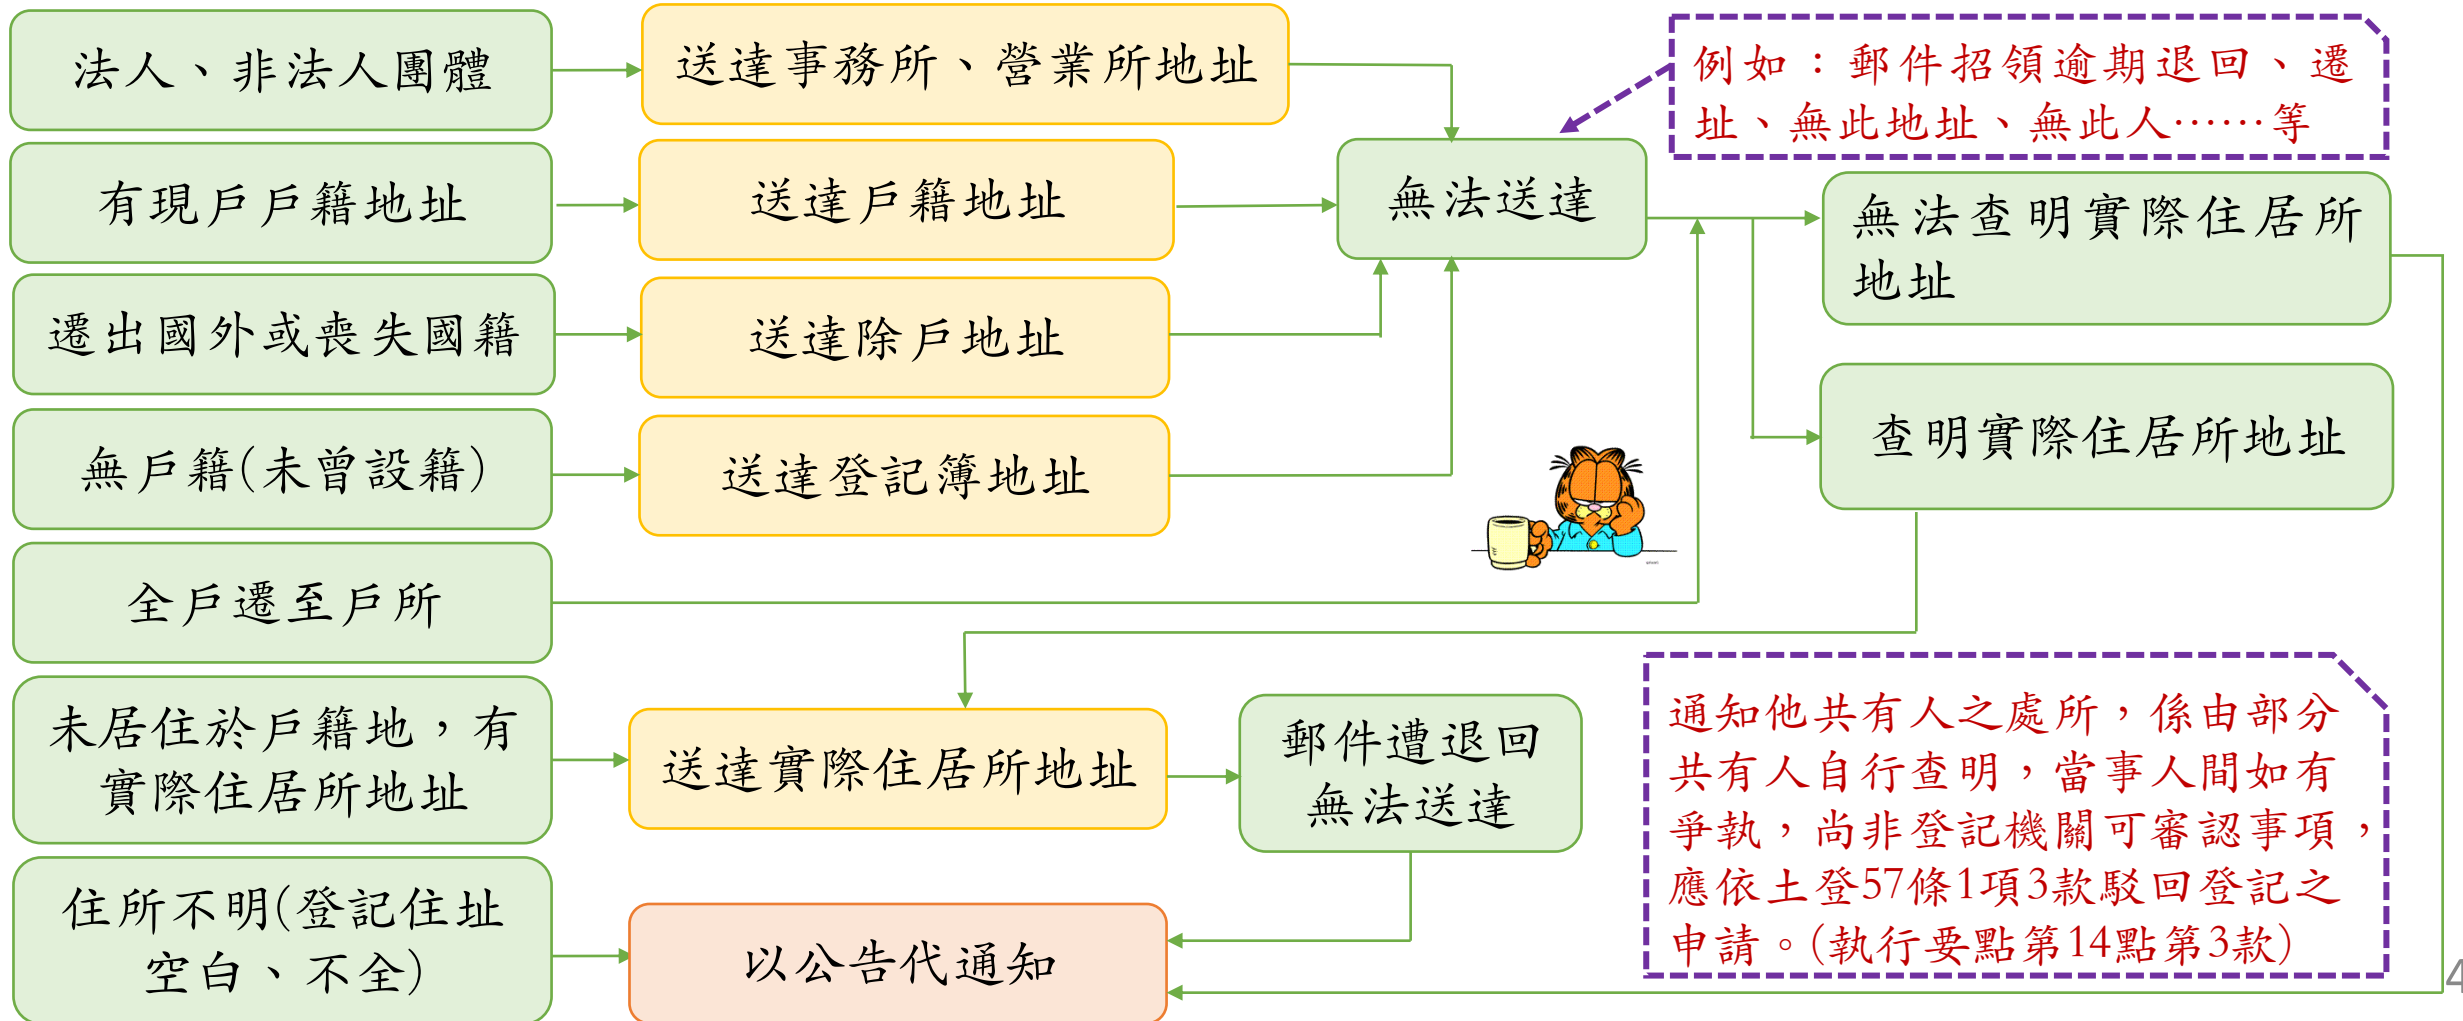 法人、非法人團體
送達事務所、營業所地址
例如：郵件招領逾期退回、遷
址、無此地址、無此人……等
有現戶戶籍地址
送達戶籍地址
無法送達
無法查明實際住居所
地址
遷出國外或喪失國籍
送達除戶地址
查明實際住居所地址
無戶籍(未曾設籍)
送達登記簿地址
全戶遷至戶所
未居住於戶籍地，有
實際住居所地址
送達實際住居所地址
郵件遭退回
無法送達
通知他共有人之處所，係由部分
共有人自行查明，當事人間如有
爭執，尚非登記機關可審認事項，
應依土登57條1項3款駁回登記之
申請。(執行要點第14點第3款)
住所不明(登記住址
空白、不全)
以公告代通知
4